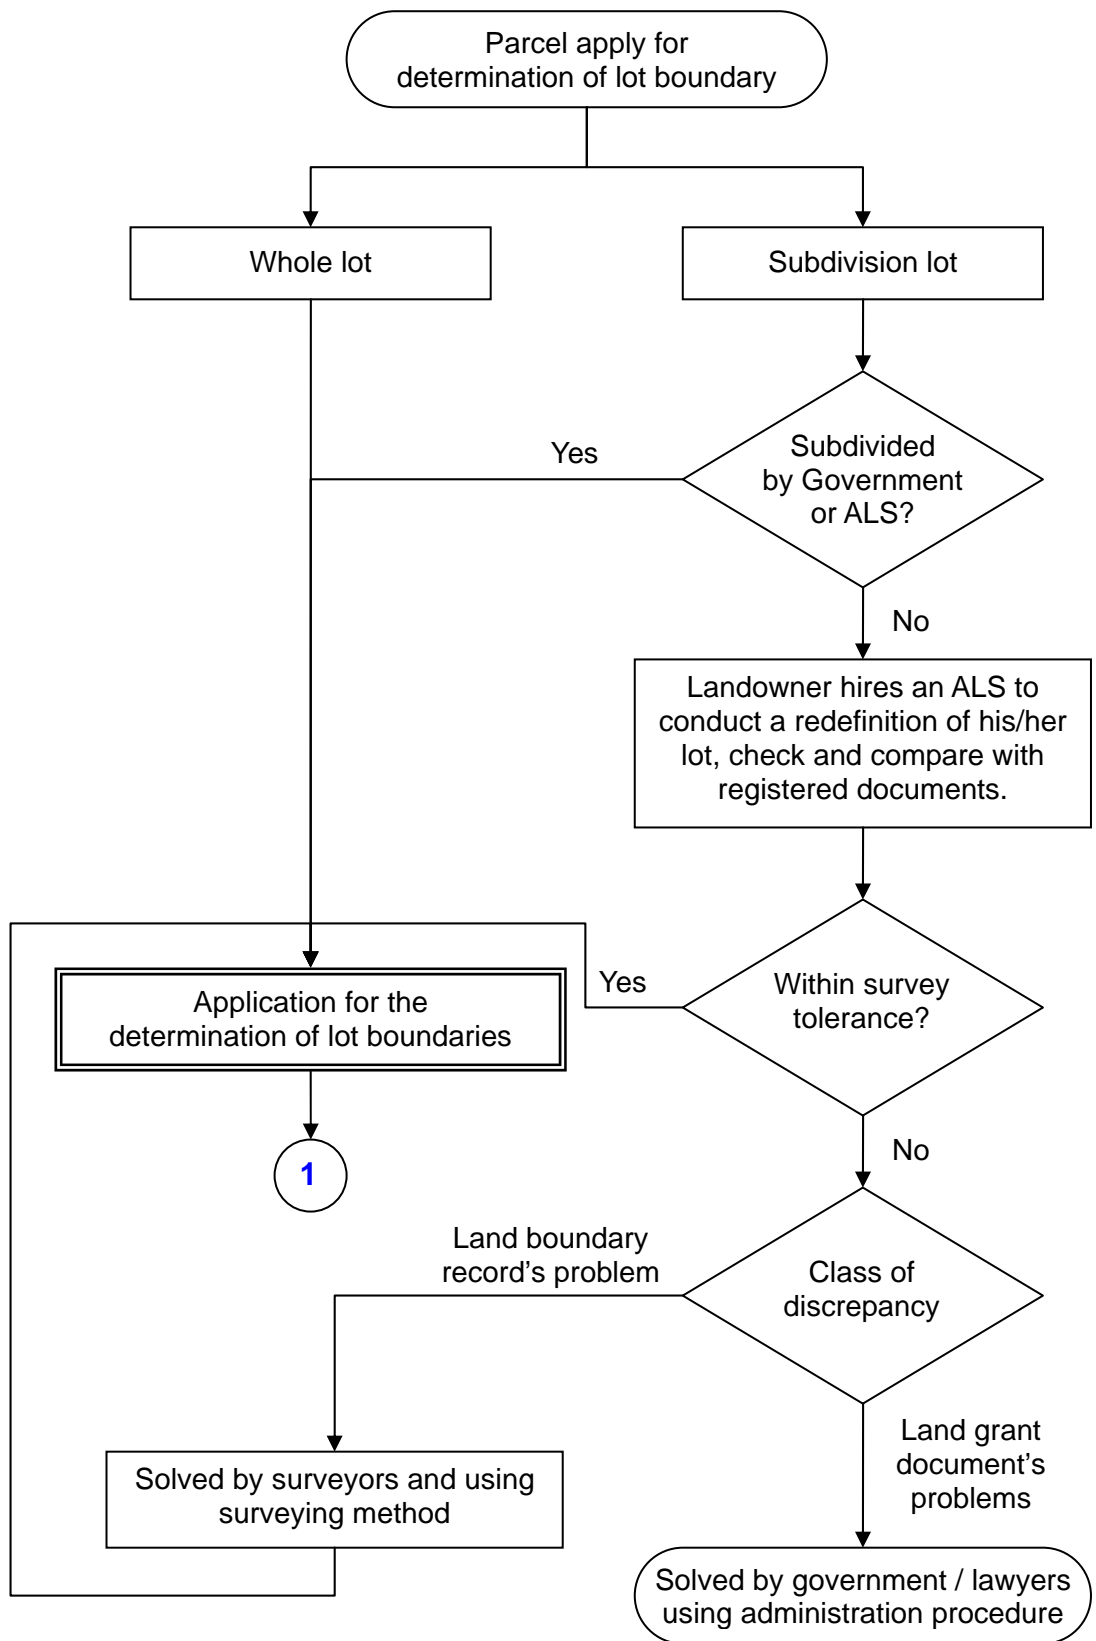 Parcel apply for
determination of lot boundary
Whole lot
Subdivision lot
Yes
Subdivided
by Government
or ALS?
No
Landowner hires an ALS to
conduct a redefinition of his/her
lot, check and compare with
registered documents.
Application for the
determination of lot boundaries
Yes
Within survey
tolerance?
1
No
Land boundary
record's problem
Class of
discrepancy
Solved by surveyors and using
surveying method
Land grant
document's
problems
Solved by government / lawyers
using administration procedure